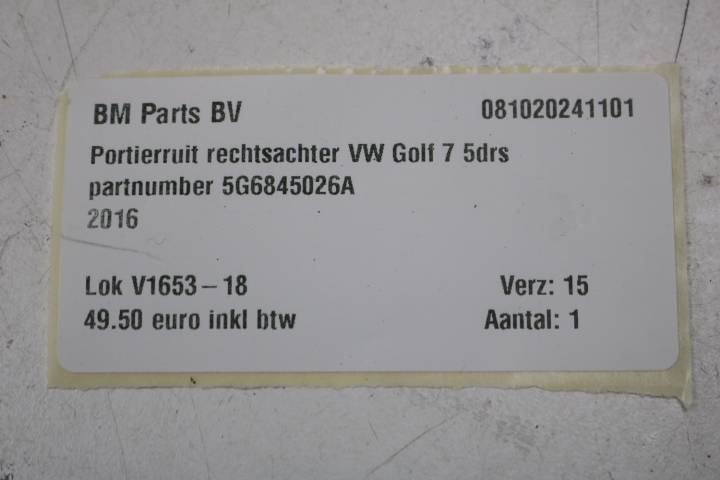 BM Parts BV 081020241101
Portierruit rechtsachter VW Golf 7 5drs
partnumber 5G6845026A
2016
Lok V1653-18 Verz: 15
49.50 euro inkl btw Aantal: 1